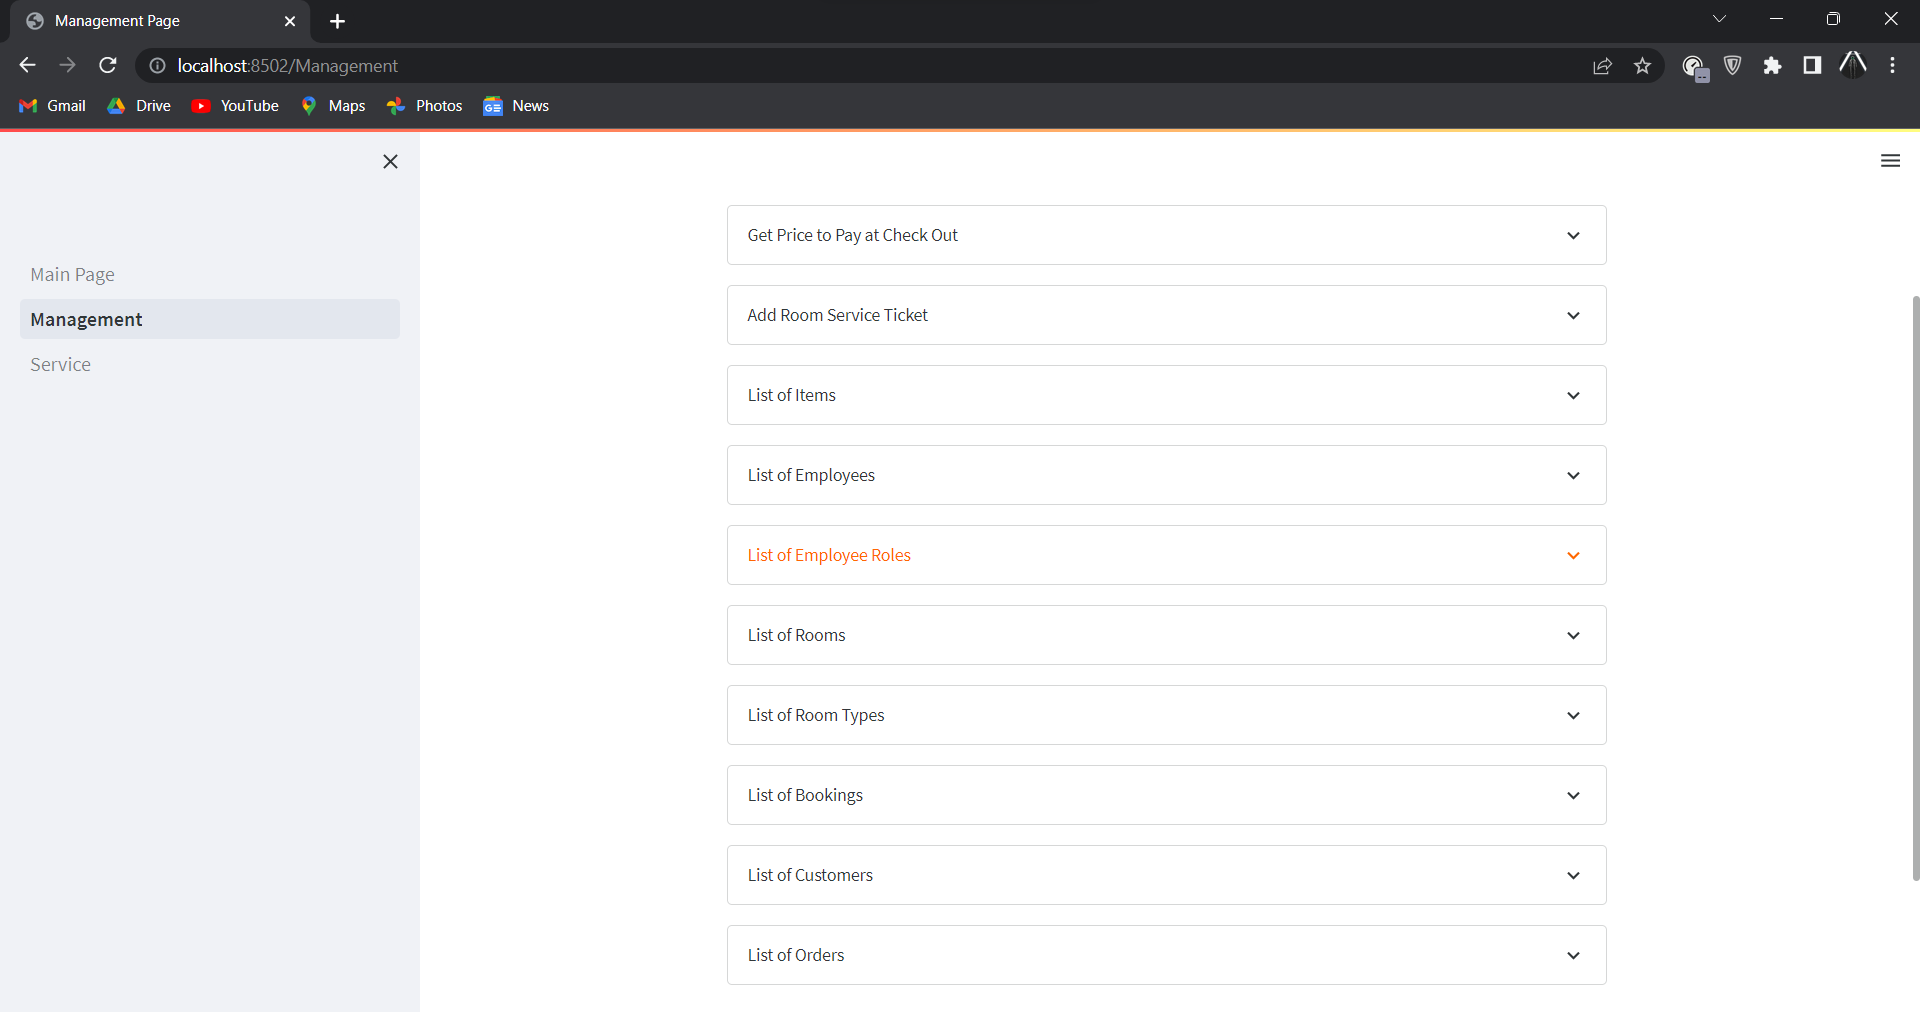 Management Page
localhost:8502/Management
Gmail Drive YouTube Maps Photos News
Main Page
Management
Service
Get Price to Pay at Check Out
Add Room Service Ticket
List of Items
List of Employees
List of Employee Roles
List of Rooms
List of Room Types
List of Bookings
List of Customers
List of Orders